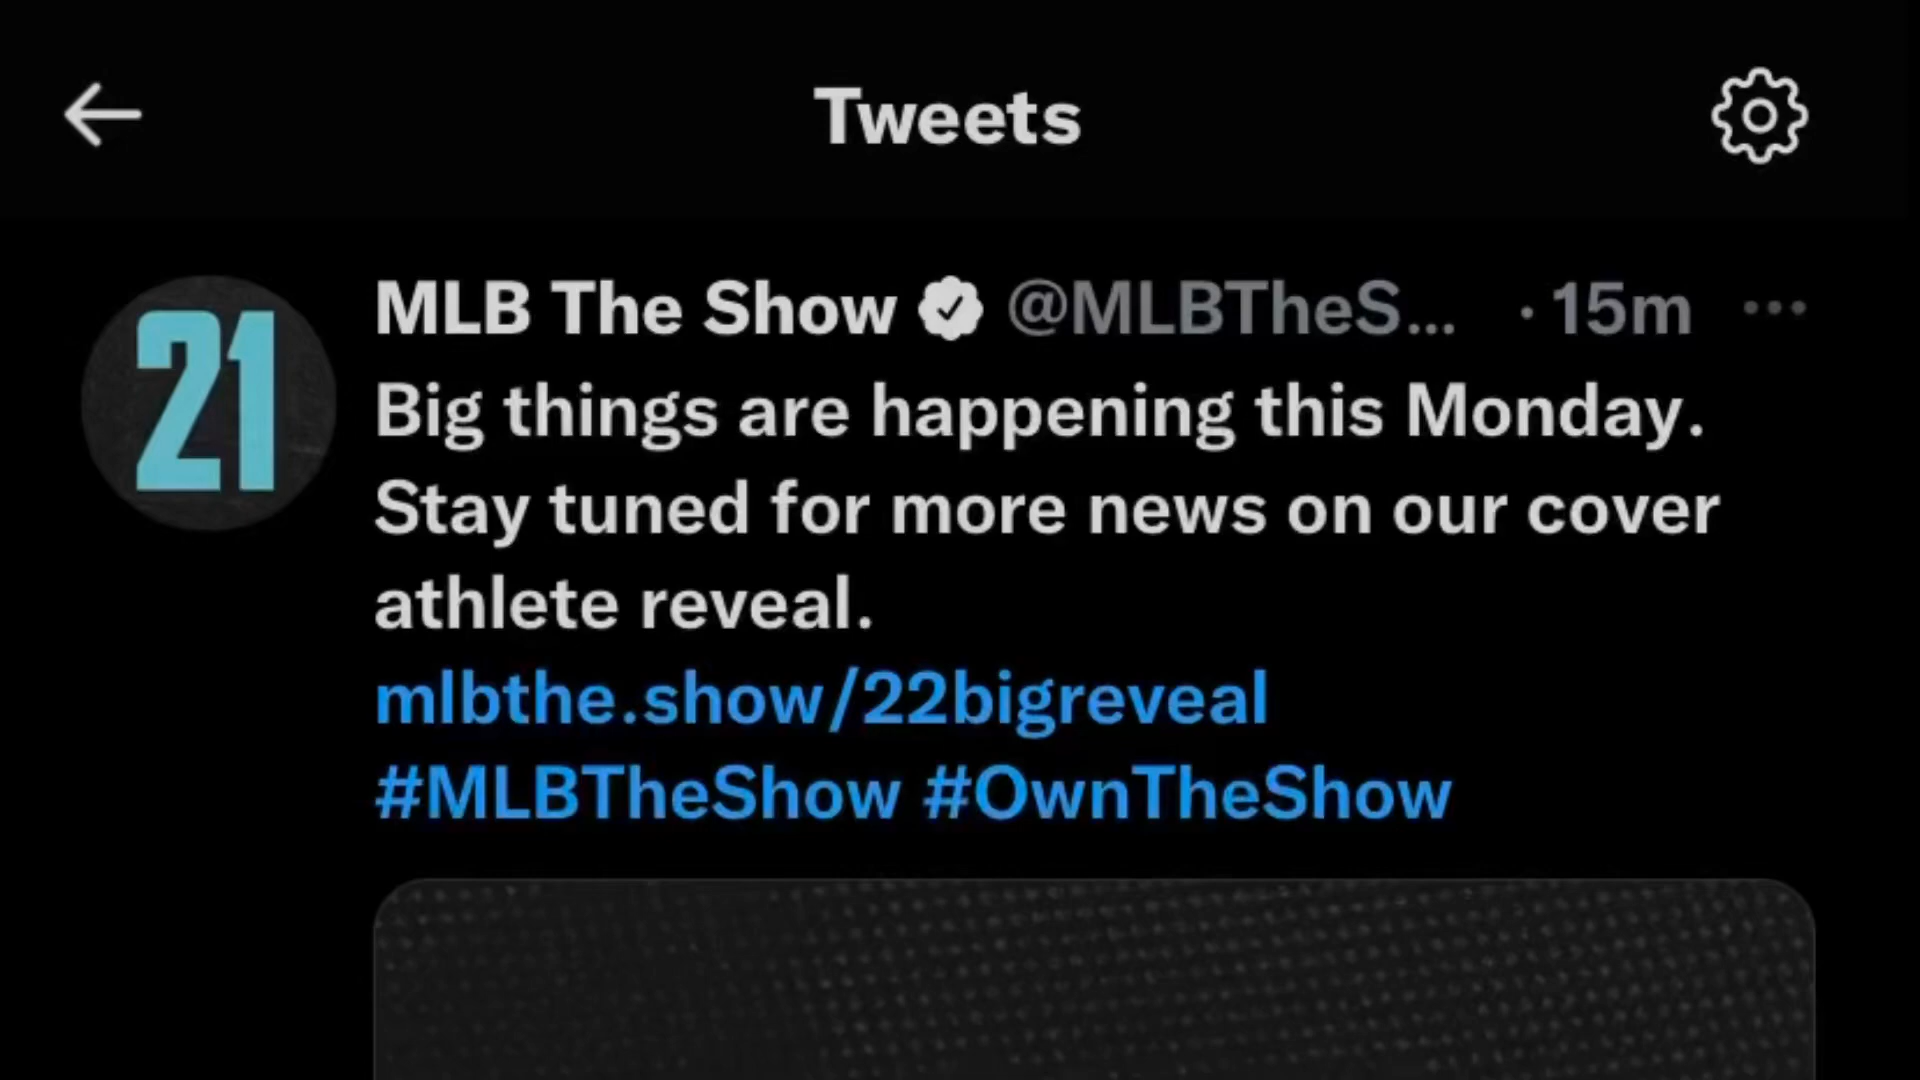 Tweets
21
MLB The Show @MLBTheS... · 15m
Big things are happening this Monday.
Stay tuned for more news on our cover
athlete reveal.
mlbthe.show/22bigreveal
#MLBTheShow #OwnTheShow